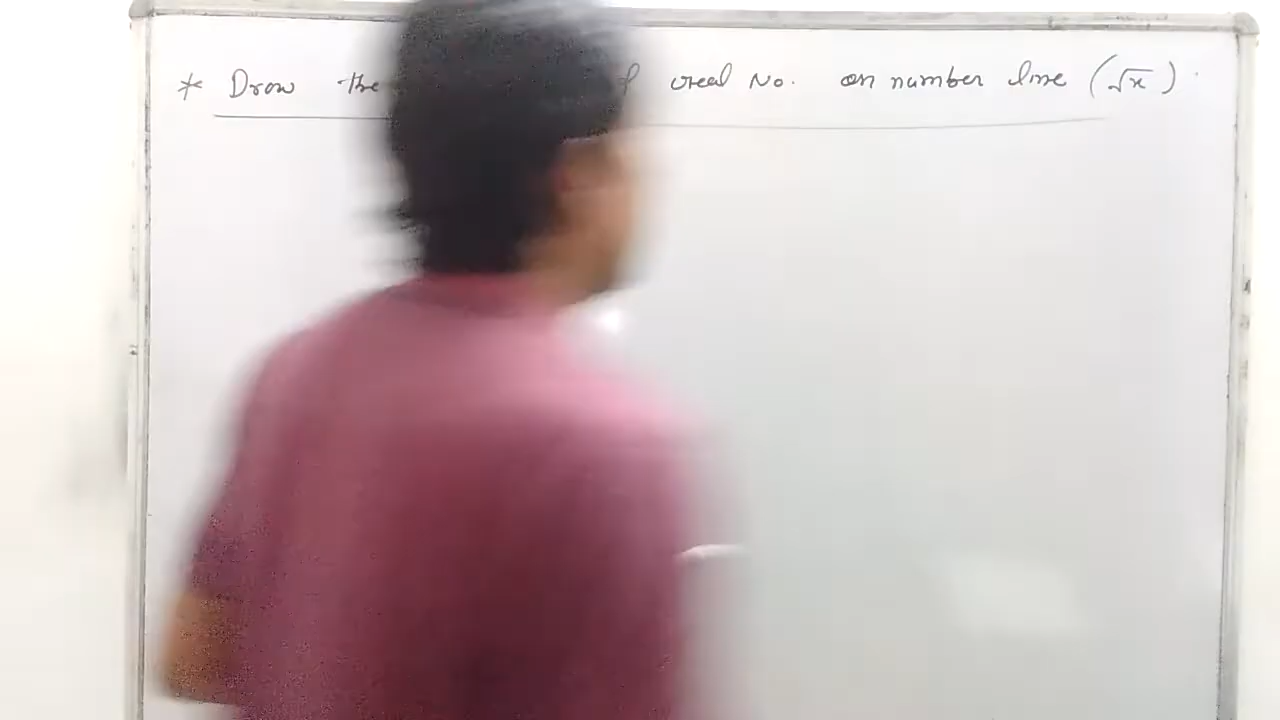 * Draw the real No. on number line (√x).